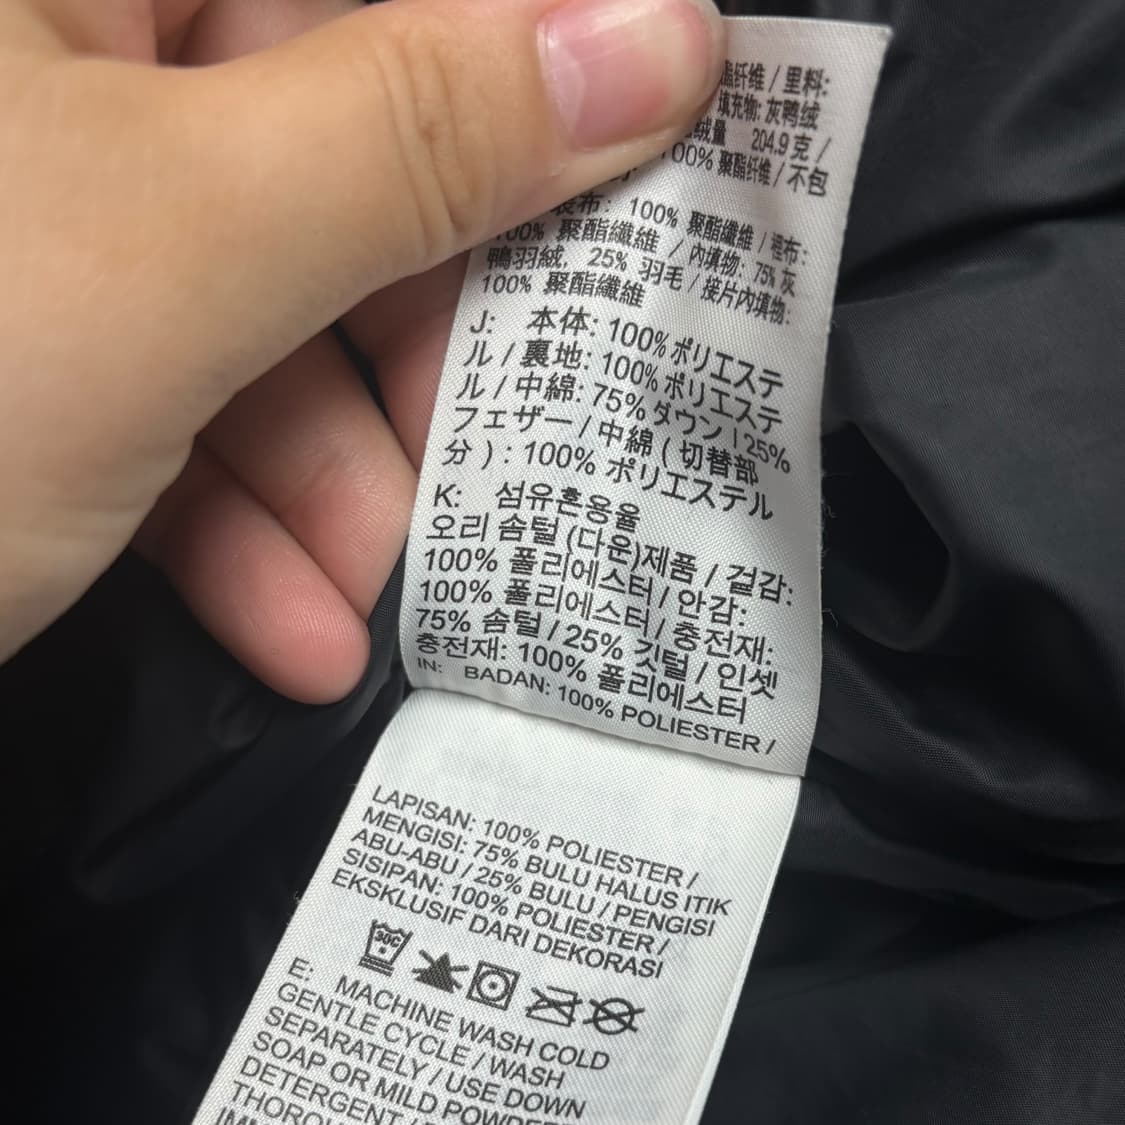 酯纤维 / 里料:
填充物: 灰鸭绒
绒量 204.9 克 /
100% 聚酯纤维 / 不包
表布: 100% 聚酯纖維 / 裡布:
100% 聚酯纖維 / 內填物: 75% 灰
鴨羽絨, 25% 羽毛 / 接片內填物:
100% 聚酯纖維
J: 本体: 100% ポリエステ
ル / 裏地: 100% ポリエステ
ル / 中綿: 75% ダウン | 25%
フェザー / 中綿 ( 切替部
分 ) : 100% ポリエステル
K: 섬유혼용율
오리 솜털 (다운)제품 / 겉감:
100% 폴리에스터 / 안감:
100% 폴리에스터 / 충전재:
75% 솜털 / 25% 깃털 / 인셋
충전재: 100% 폴리에스터
IN: BADAN: 100% POLIESTER /
LAPISAN: 100% POLIESTER /
MENGISI: 75% BULU HALUS ITIK
ABU-ABU / 25% BULU / PENGISI
SISIPAN: 100% POLIESTER /
EKSKLUSIF DARI DEKORASI
30C
E: MACHINE WASH COLD
GENTLE CYCLE / WASH
SEPARATELY / USE DOWN
SOAP OR MILD POWDER
DETERGENT /